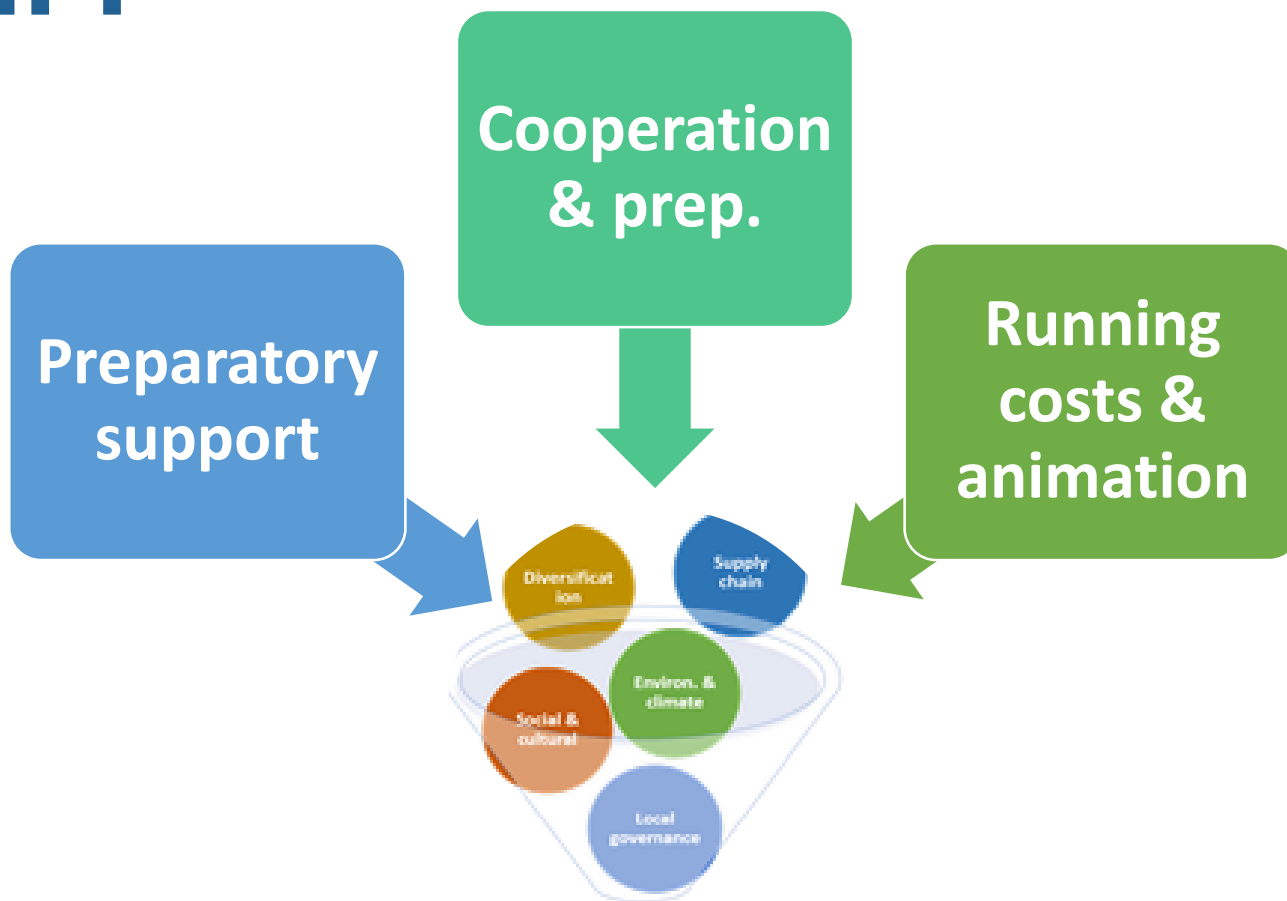 Cooperation
& prep.
Preparatory
support
Running
costs &
animation
Diversificat
ion
Supply
chain
Environ. &
climate
Social &
cultural
Local
governance